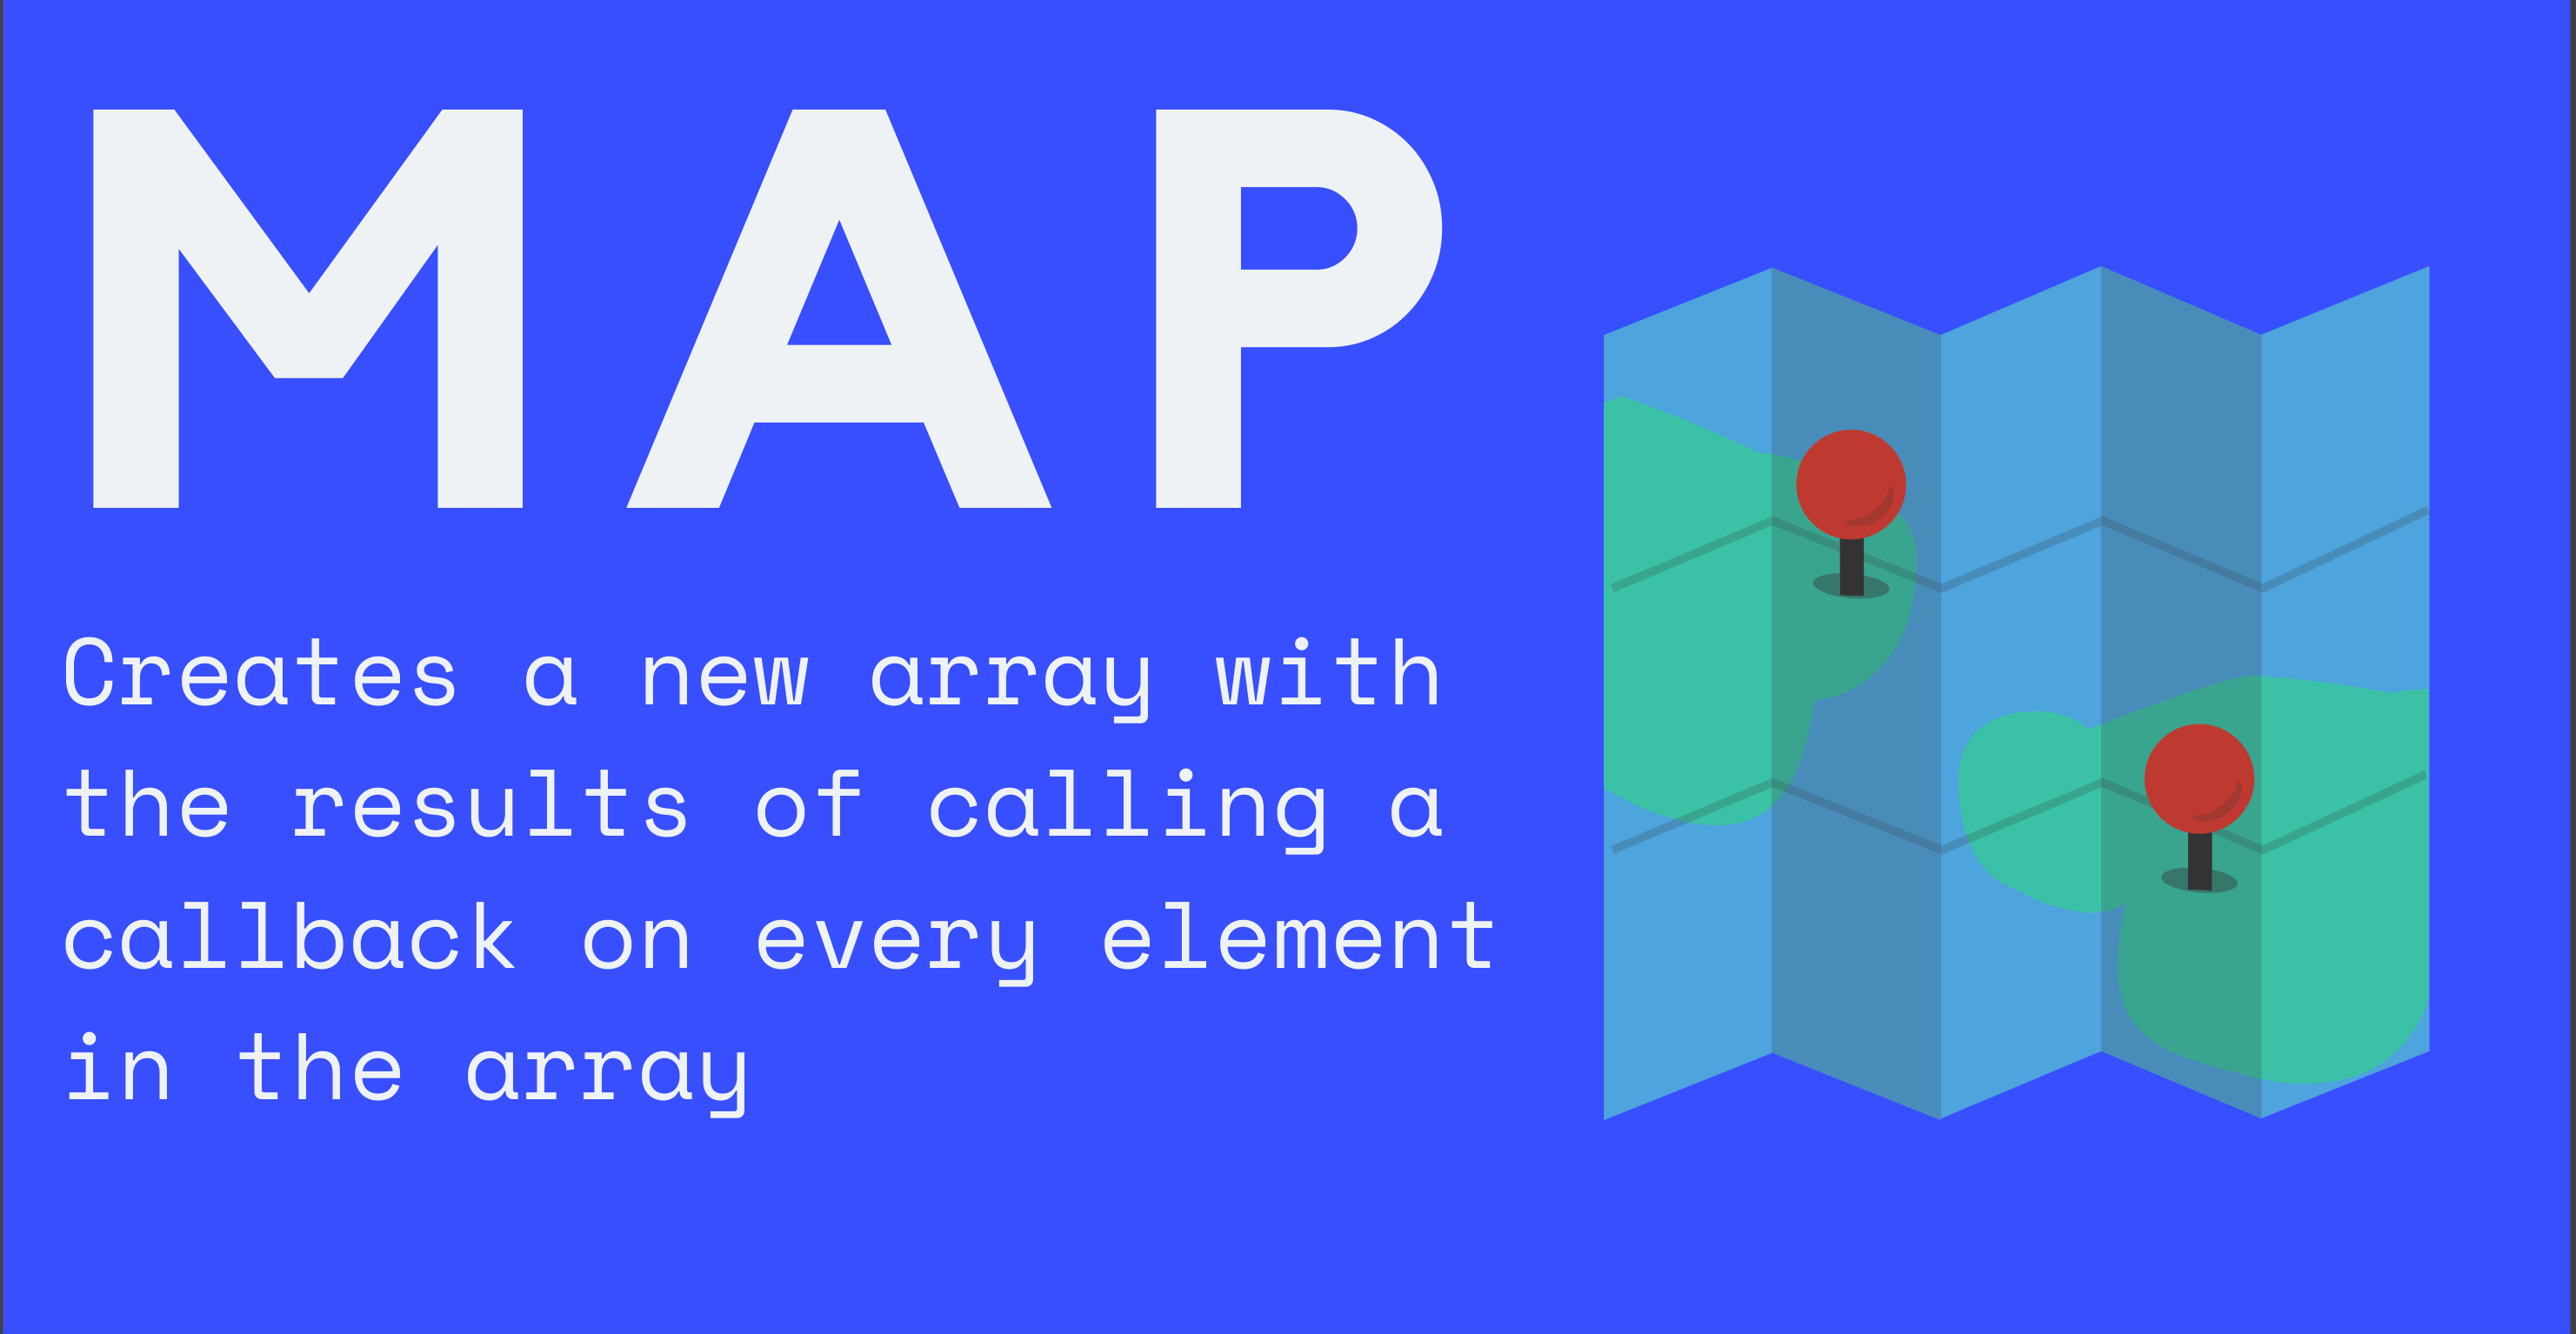 MAP
Creates a new array with
the results of calling a
callback on every element
in the array